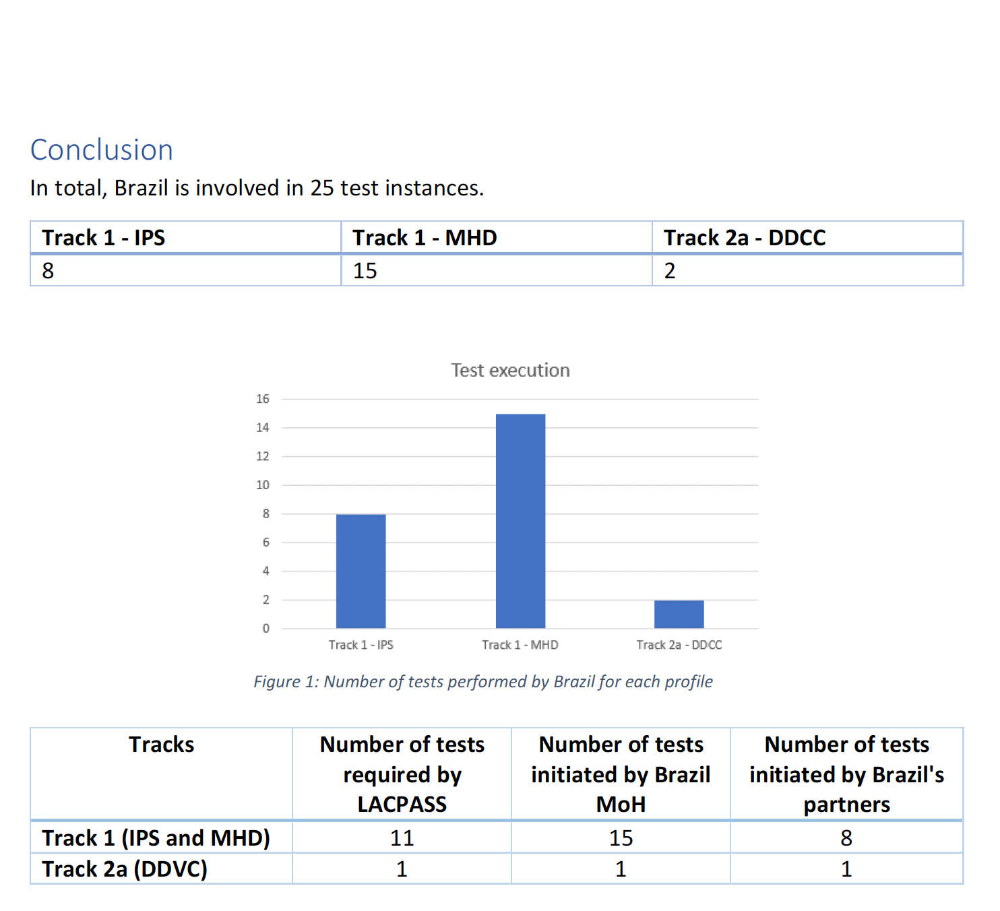 Conclusion
In total, Brazil is involved in 25 test instances.
Track 1 - IPS Track 1 - MHD Track 2a - DDCC
8 15 2
Test execution
16
14
12
10
8
6
4
2
0
Track 1 - IPS Track 1 - MHD Track 2a - DDCC
Figure 1: Number of tests performed by Brazil for each profile
Tracks Number of tests Number of tests Number of tests
required by initiated by Brazil initiated by Brazil's
LACPASS MoH partners
Track 1 (IPS and MHD) 11 15 8
Track 2a (DDVC) 1 1 1